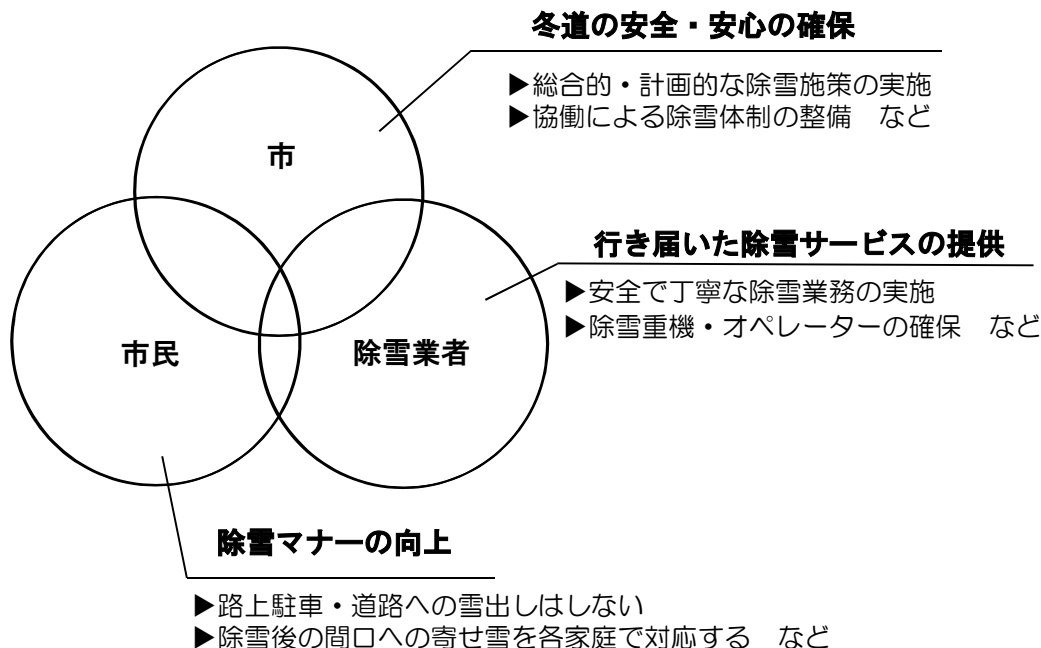 冬道の安全・安心の確保
▶総合的・計画的な除雪施策の実施
▶協働による除雪体制の整備　など
市
行き届いた除雪サービスの提供
▶安全で丁寧な除雪業務の実施
▶除雪重機・オペレーターの確保　など
市民
除雪業者
除雪マナーの向上
▶路上駐車・道路への雪出しはしない
▶除雪後の間口への寄せ雪を各家庭で対応する　など